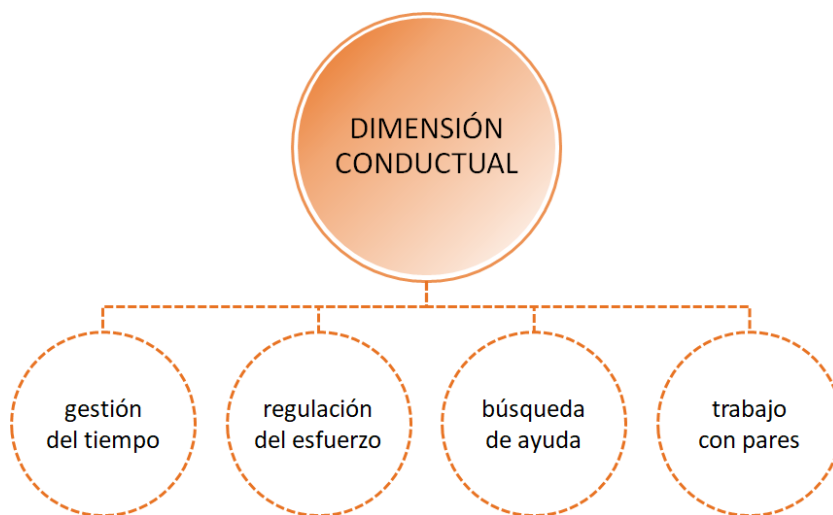 DIMENSIÓN
CONDUCTUAL
gestión
del tiempo
regulación
del esfuerzo
búsqueda
de ayuda
trabajo
con pares